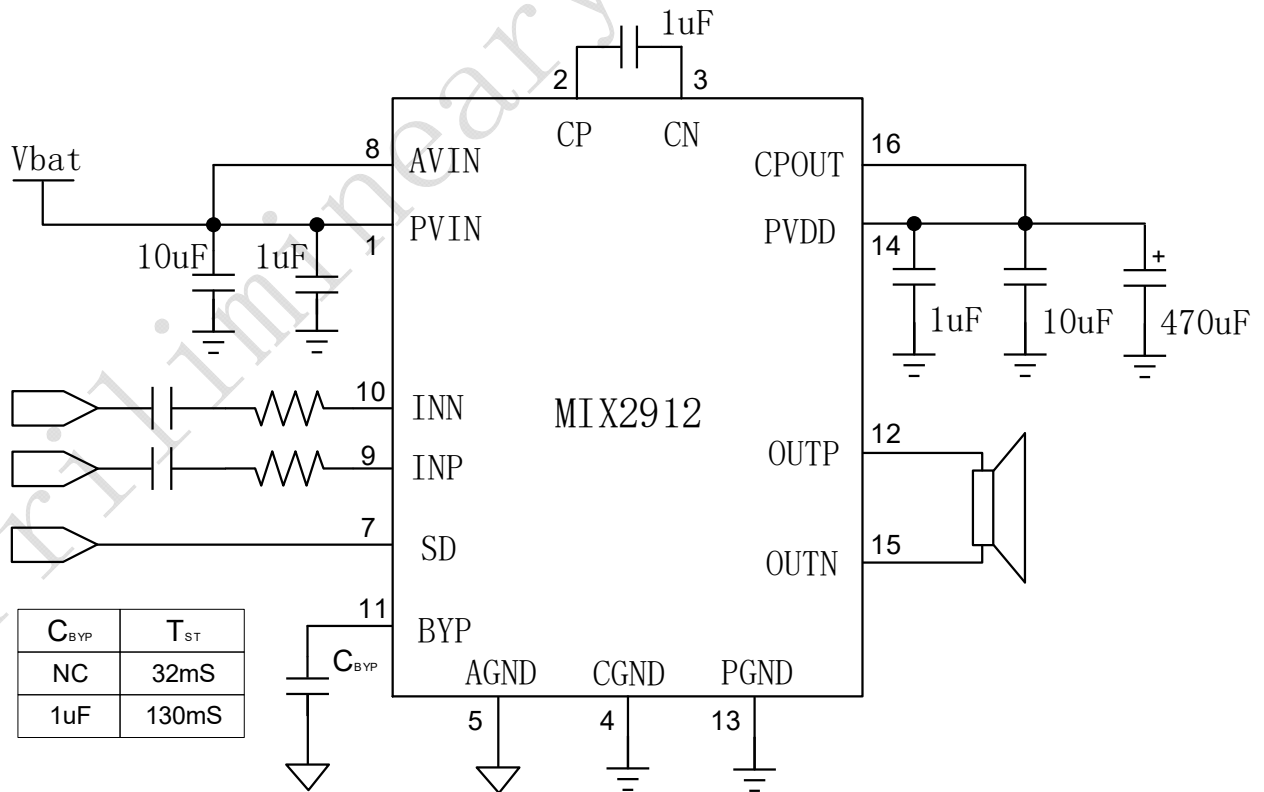 1uF
2
3
CP
CN
Vbat
8
AVIN
CPOUT
16
PVIN
1
PVDD
14
10uF
1uF
1uF
10uF
+
470uF
10
INN
MIX2912
9
INP
OUTP
12
7
SD
OUTN
15
11
BYP
CBYP
CBYP TST
NC 32mS
1uF 130mS
AGND
CGND
PGND
5
4
13
rilimineary